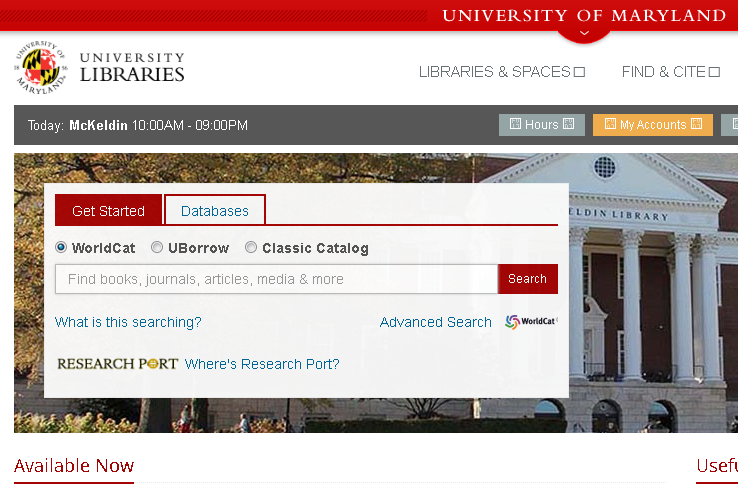 UNIVERSITY OF MARYLAND
UNIVERSITY OF
MARYLAND
18 56
UNIVERSITY
LIBRARIES
LIBRARIES & SPACES
FIND & CITE
Today: McKeldin 10:00AM - 09:00PM
Hours
My Accounts
ELDIN LIBRARY
Get Started
Databases
WorldCat
UBorrow
Classic Catalog
Find books, journals, articles, media & more
Search
What is this searching?
Advanced Search
WorldCat
RESEARCH PORT
Where's Research Port?
Available Now
Usefu